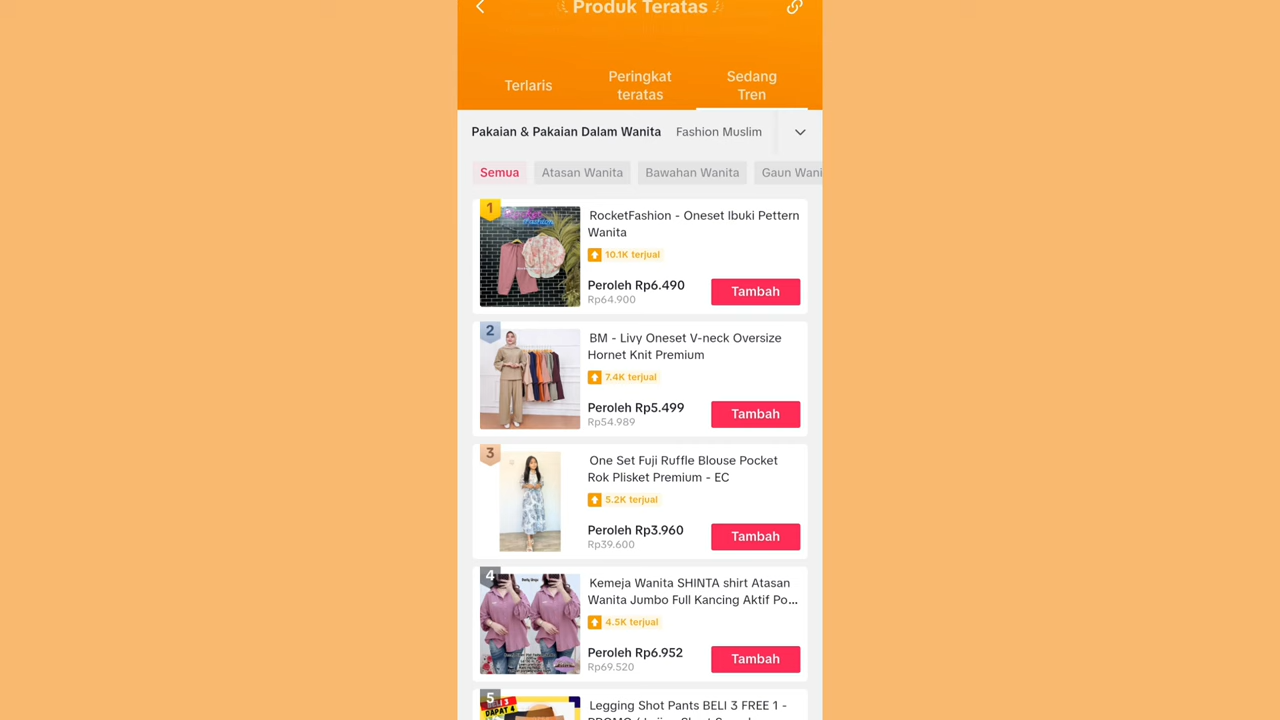 Produk Teratas
Terlaris
Peringkat
teratas
Sedang
Tren
Pakaian & Pakaian Dalam Wanita
Fashion Muslim
Semua
Atasan Wanita
Bawahan Wanita
Gaun Wani
1
RocketFashion - Oneset Ibuki Pettern
Wanita
10.1K terjual
Peroleh Rp6.490
Rp64.900
Tambah
2
BM - Livy Oneset V-neck Oversize
Hornet Knit Premium
7.4K terjual
Peroleh Rp5.499
Rp54.989
Tambah
3
One Set Fuji Ruffle Blouse Pocket
Rok Plisket Premium - EC
5.2K terjual
Peroleh Rp3.960
Rp39.600
Tambah
4
Kemeja Wanita SHINTA shirt Atasan
Wanita Jumbo Full Kancing Aktif Po...
4.5K terjual
Peroleh Rp6.952
Rp69.520
Tambah
5
DAPAT 4
Legging Shot Pants BELI 3 FREE 1 -